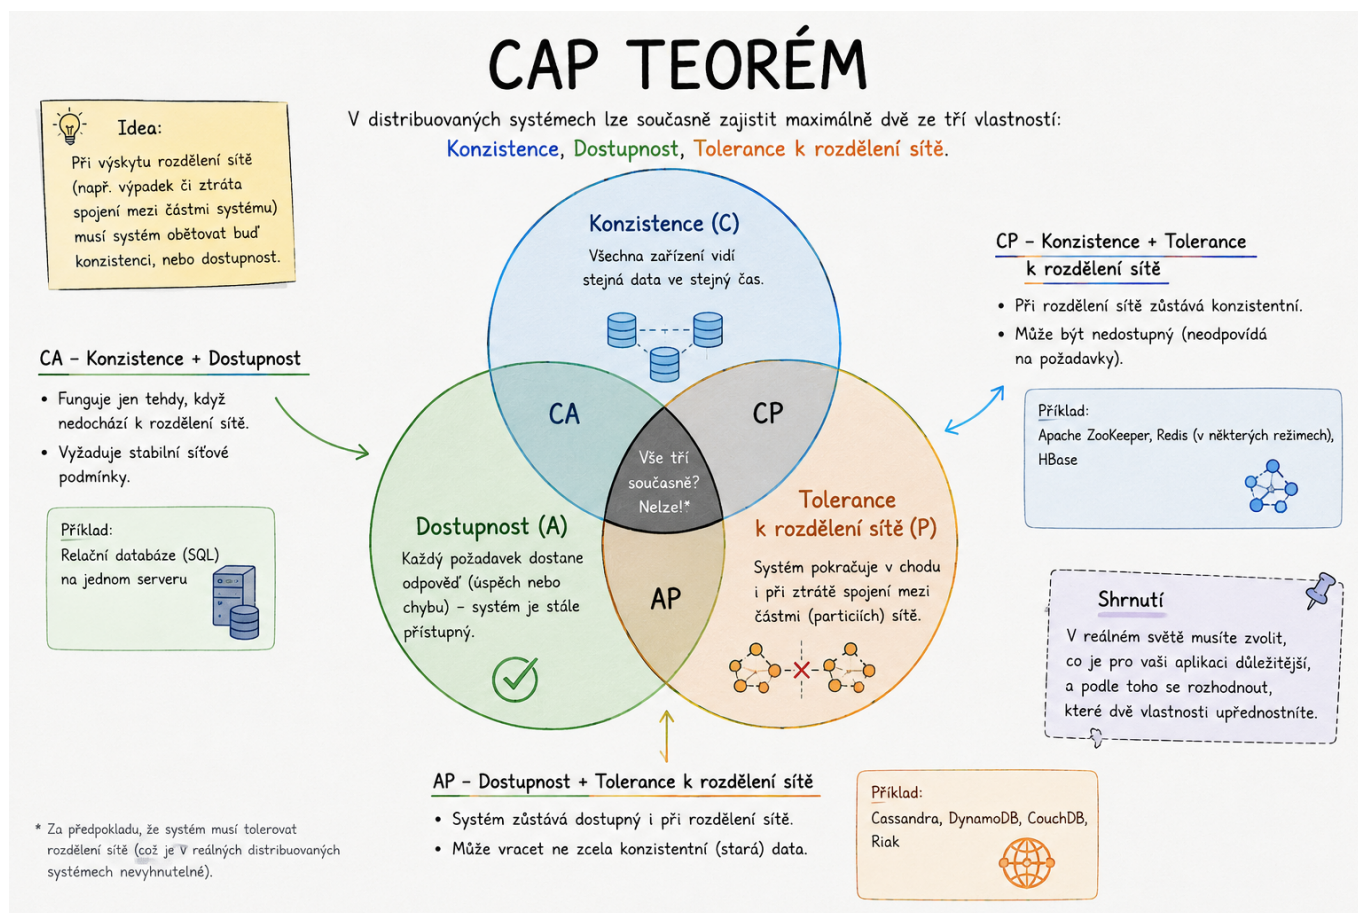 CAP TEORÉM
V distribuovaných systémech lze současně zajistit maximálně dvě ze tří vlastností:
Konzistence, Dostupnost, Tolerance k rozdělení sítě.
Idea:
Při výskytu rozdělení sítě
(např. výpadek či ztráta
spojení mezi částmi systému)
musí systém obětovat buď
konzistenci, nebo dostupnost.
CA – Konzistence + Dostupnost
• Funguje jen tehdy, když
nedochází k rozdělení sítě.
• Vyžaduje stabilní síťové
podmínky.
Příklad:
Relační databáze (SQL)
na jednom serveru
Konzistence (C)
Všechna zařízení vidí
stejná data ve stejný čas.
CA
CP
Vše tří
současně?
Nelze!*
Dostupnost (A)
Každý požadavek dostane
odpověď (úspěch nebo
chybu) – systém je stále
přístupný.
AP
Tolerance
k rozdělení sítě (P)
Systém pokračuje v chodu
i při ztrátě spojení mezi
částmi (particiích) sítě.
CP – Konzistence + Tolerance
k rozdělení sítě
• Při rozdělení sítě zůstává konzistentní.
• Může být nedostupný (neodpovídá
na požadavky).
Příklad:
Apache ZooKeeper, Redis (v některých režimech),
HBase
Shrnutí
V reálném světě musíte zvolit,
co je pro vaši aplikaci důležitější,
a podle toho se rozhodnout,
které dvě vlastnosti upřednostníte.
AP – Dostupnost + Tolerance k rozdělení sítě
• Systém zůstává dostupný i při rozdělení sítě.
• Může vracet ne zcela konzistentní (stará) data.
Příklad:
Cassandra, DynamoDB, CouchDB,
Riak
* Za předpokladu, že systém musí tolerovat
rozdělení sítě (což je v reálných distribuovaných
systémech nevyhnutelné).